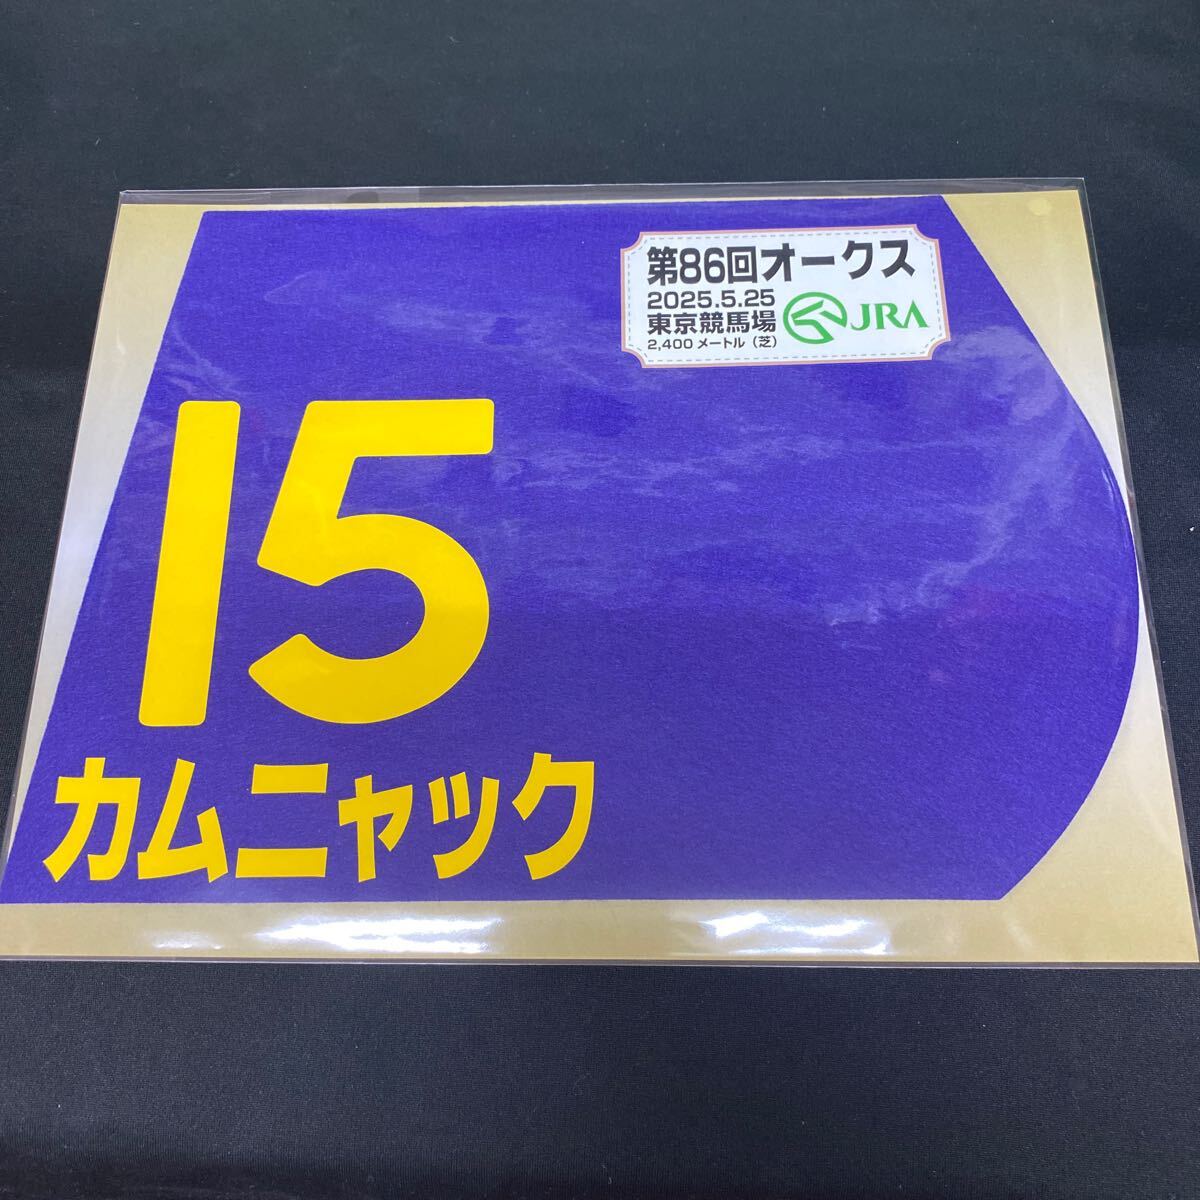 第86回オークス
2025.5.25
東京競馬場
2,400メートル（芝）
JRA
15
カムニャック